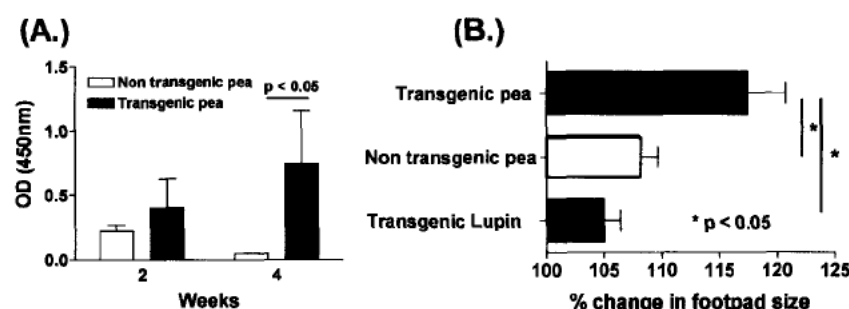 (A.)
1.5
1.0
0.5
0.0
OD (450nm)
Non transgenic pea
Transgenic pea
p < 0.05
2
4
Weeks
(B.)
Transgenic pea
Non transgenic pea
Transgenic Lupin
*
*
* p < 0.05
100 105 110 115 120 125
% change in footpad size